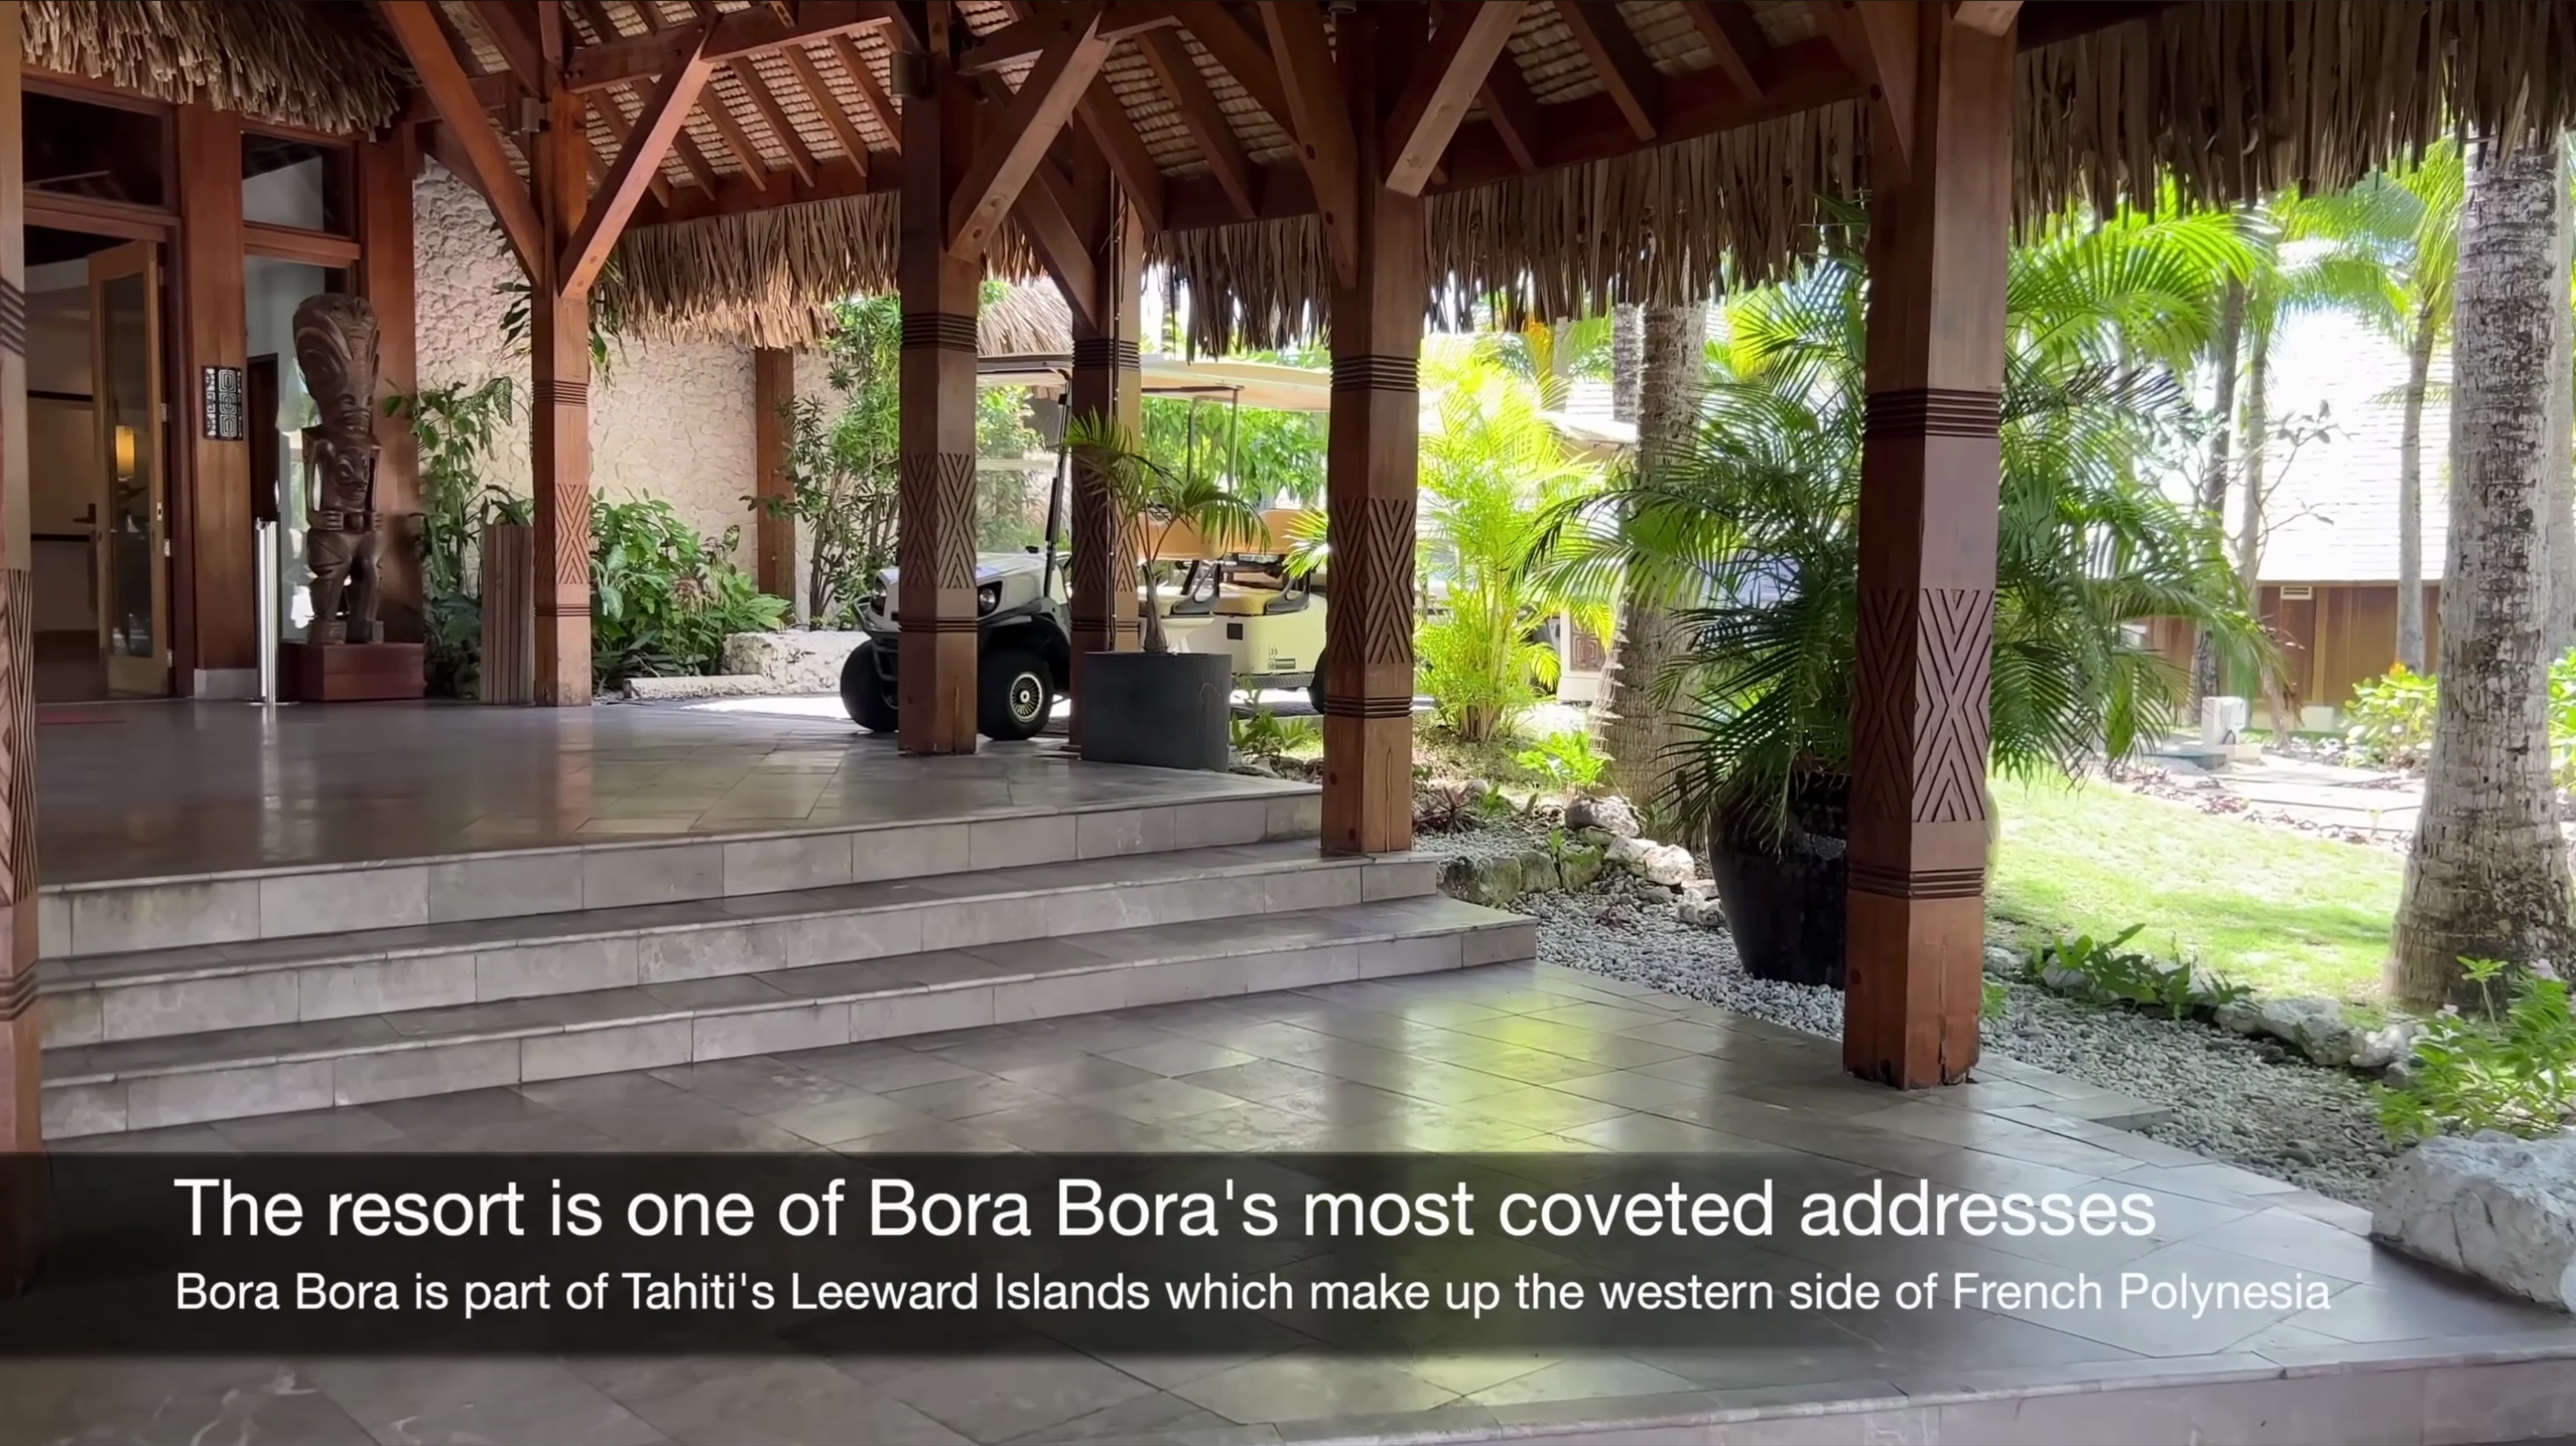 The resort is one of Bora Bora's most coveted addresses
Bora Bora is part of Tahiti's Leeward Islands which make up the western side of French Polynesia